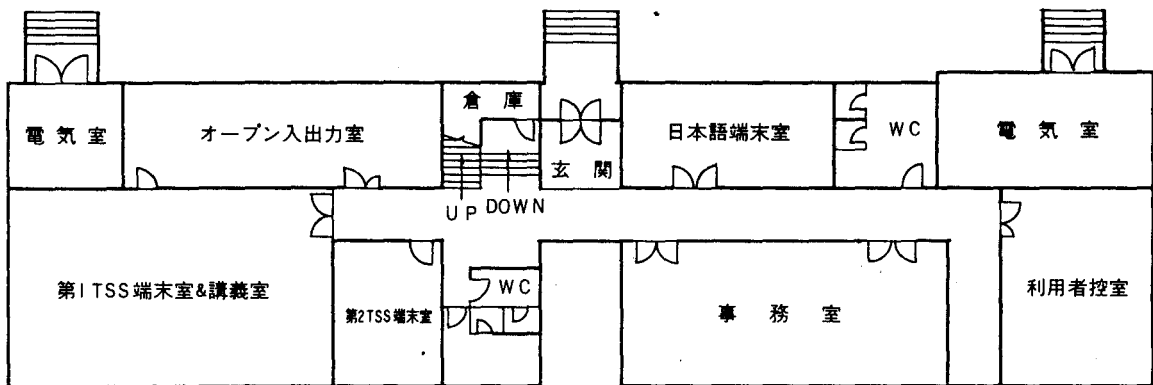 倉庫
電気室
オープン入出力室
日本語端末室
WC
電気室
玄関
UP
DOWN
第1TSS端末室&講義室
第2TSS端末室
WC
事務室
利用者控室